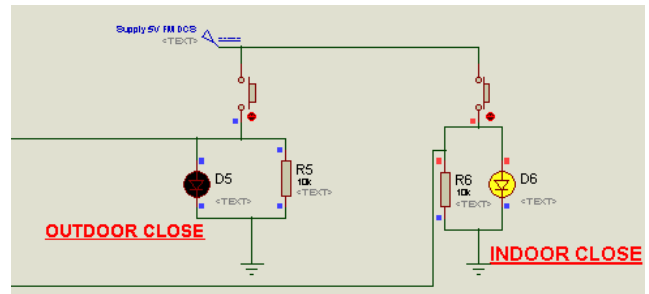 Supply 5V FM DCS
<TEXT>
D5
<TEXT>
R5
10k
<TEXT>
R6
10k
<TEXT>
D6
<TEXT>
OUTDOOR CLOSE
INDOOR CLOSE